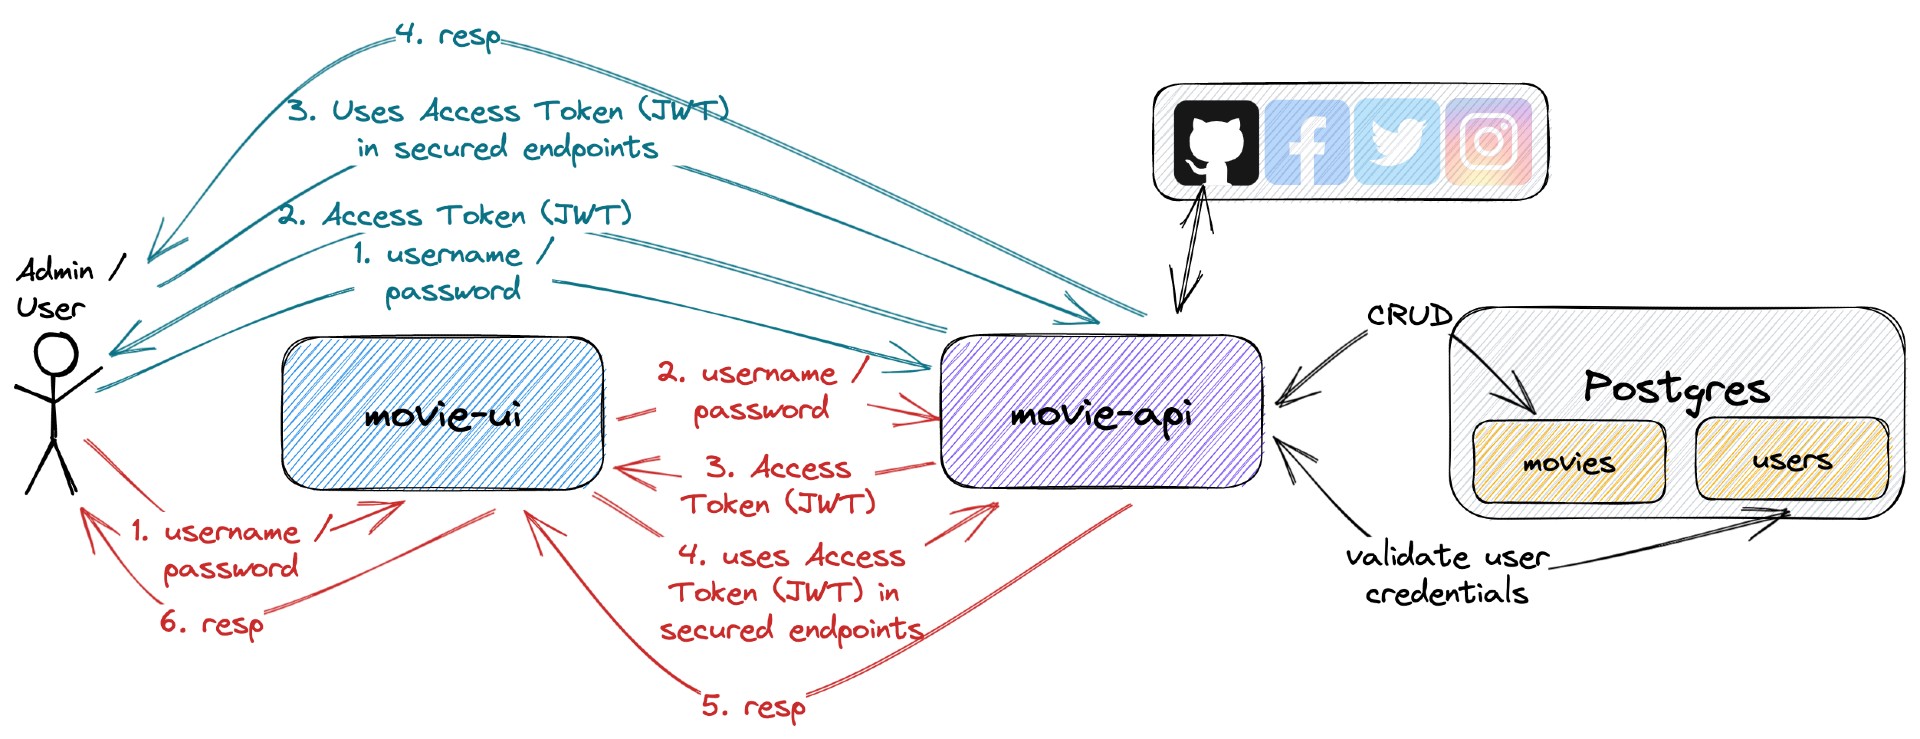 4. resp
3. Uses Access Token (JWT)
in secured endpoints
2. Access Token (JWT)
1. username /
password
Admin /
User
movie-ui
2. username /
password
movie-api
3. Access
Token (JWT)
1. username /
password
4. uses Access
Token (JWT) in
secured endpoints
6. resp
5. resp
CRUD
Postgres
movies
users
validate user
credentials